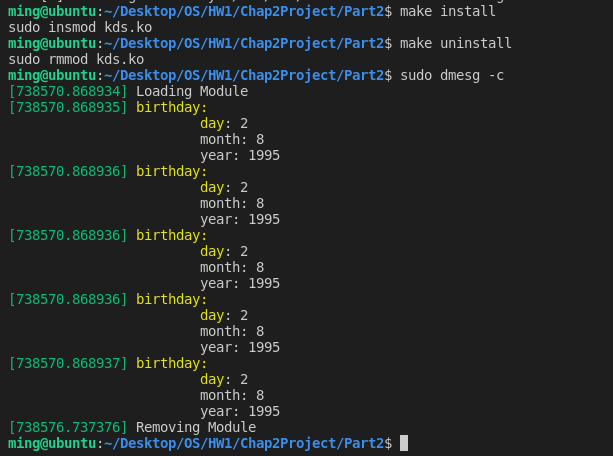 ming@ubuntu:~/Desktop/OS/HW1/Chap2Project/Part2$ make install
sudo insmod kds.ko
ming@ubuntu:~/Desktop/OS/HW1/Chap2Project/Part2$ make uninstall
sudo rmmod kds.ko
ming@ubuntu:~/Desktop/OS/HW1/Chap2Project/Part2$ sudo dmesg -c
[738570.868934] Loading Module
[738570.868935] birthday:
day: 2
month: 8
year: 1995
[738570.868936] birthday:
day: 2
month: 8
year: 1995
[738570.868936] birthday:
day: 2
month: 8
year: 1995
[738570.868936] birthday:
day: 2
month: 8
year: 1995
[738570.868937] birthday:
day: 2
month: 8
year: 1995
[738576.737376] Removing Module
ming@ubuntu:~/Desktop/OS/HW1/Chap2Project/Part2$